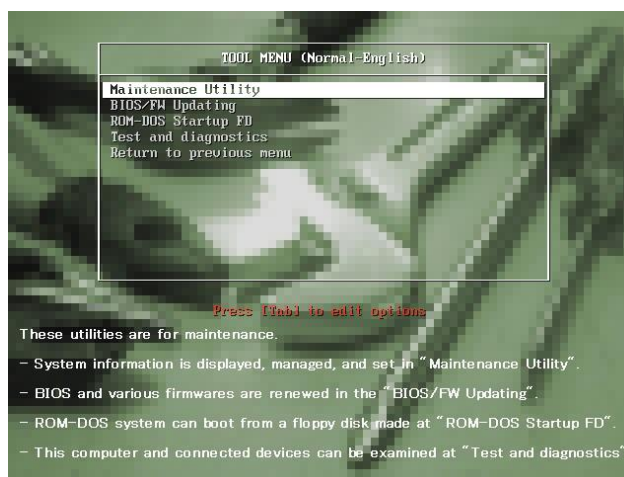 TOOL MENU (Normal-English)
Maintenance Utility
BIOS/FW Updating
ROM-DOS Startup FD
Test and diagnostics
Return to previous menu
Press [Tab] to edit options
These utilities are for maintenance.
- System information is displayed, managed, and set in "Maintenance Utility".
- BIOS and various firmwares are renewed in the "BIOS/FW Updating".
- ROM-DOS system can boot from a floppy disk made at "ROM-DOS Startup FD".
- This computer and connected devices can be examined at "Test and diagnostics"